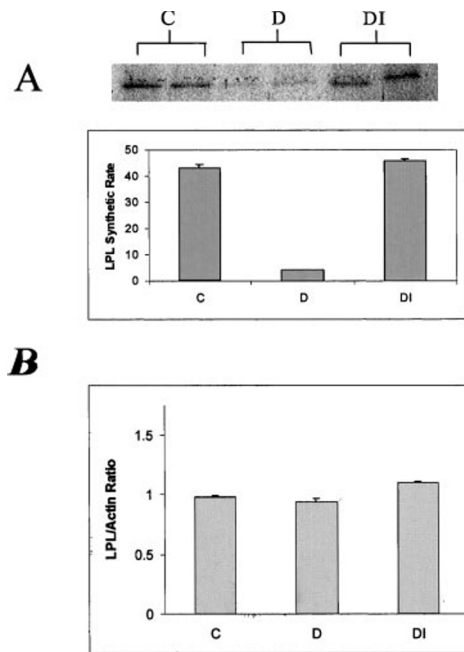 C D DI
A
50
40
30
20
10
0
LPL Synthetic Rate
C D DI
B
1.5
1
0.5
0
LPL/Actin Ratio
C D DI